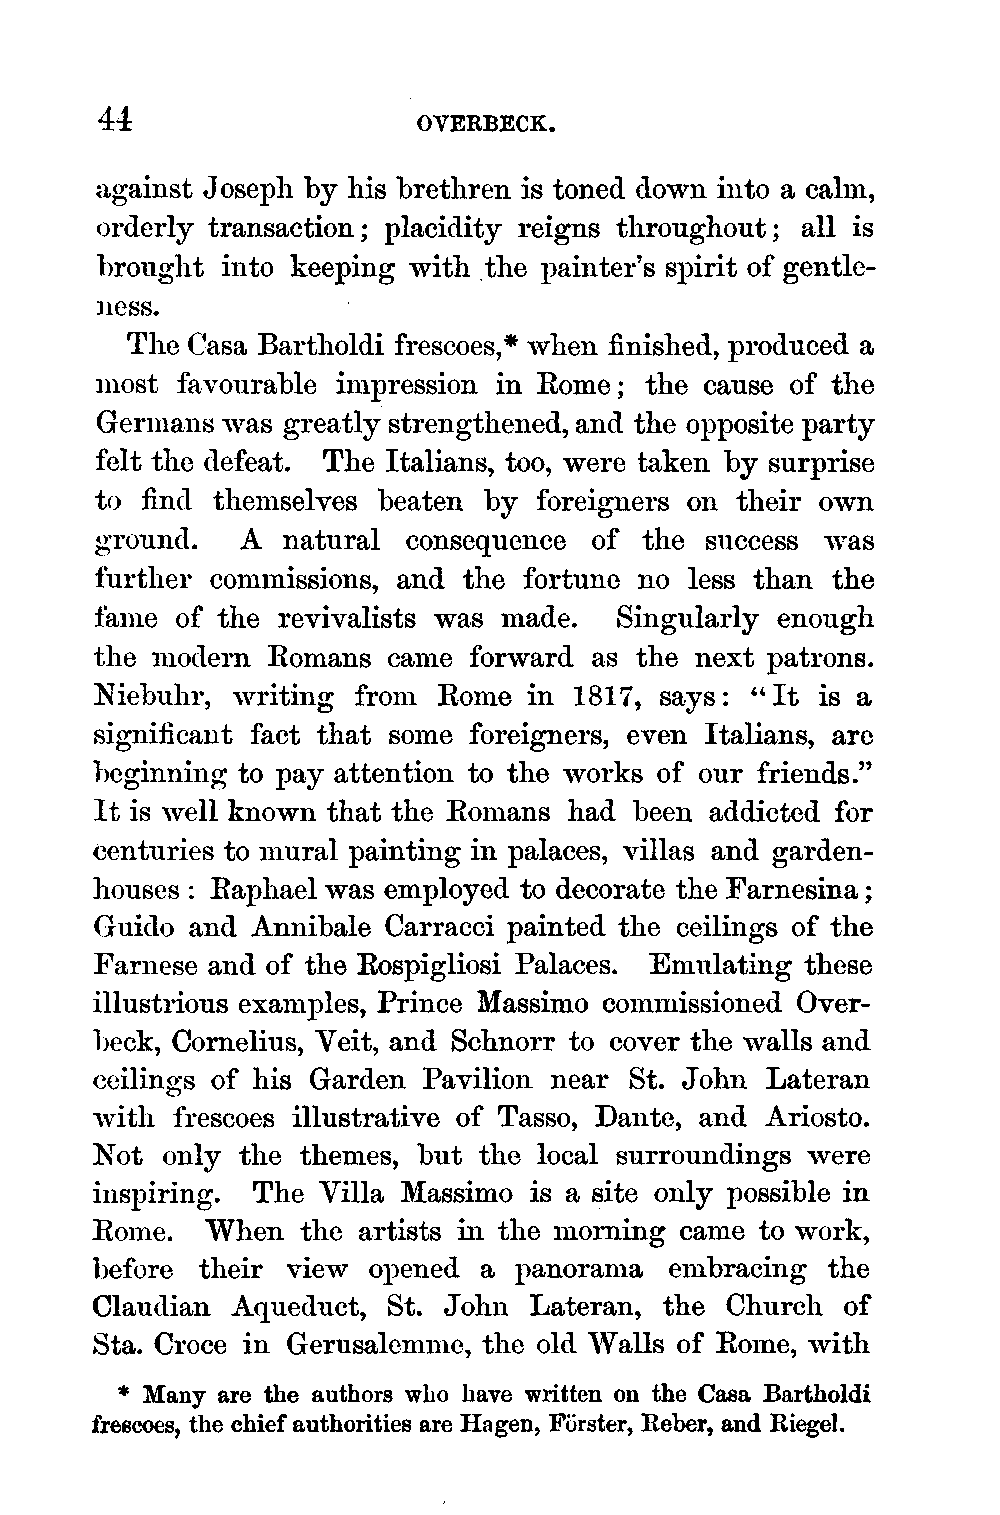 44 OVERBECK.
against Joseph by his brethren is toned down into a calm,
orderly transaction; placidity reigns throughout; all is
brought into keeping with the painter's spirit of gentle-
ness.
The Casa Bartholdi frescoes,* when finished, produced a
most favourable impression in Rome; the cause of the
Germans was greatly strengthened, and the opposite party
felt the defeat. The Italians, too, were taken by surprise
to find themselves beaten by foreigners on their own
ground. A natural consequence of the success was
further commissions, and the fortune no less than the
fame of the revivalists was made. Singularly enough
the modern Romans came forward as the next patrons.
Niebuhr, writing from Rome in 1817, says: “It is a
significant fact that some foreigners, even Italians, are
beginning to pay attention to the works of our friends.”
It is well known that the Romans had been addicted for
centuries to mural painting in palaces, villas and garden-
houses : Raphael was employed to decorate the Farnesina;
Guido and Annibale Carracci painted the ceilings of the
Farnese and of the Rospigliosi Palaces. Emulating these
illustrious examples, Prince Massimo commissioned Over-
beck, Cornelius, Veit, and Schnorr to cover the walls and
ceilings of his Garden Pavilion near St. John Lateran
with frescoes illustrative of Tasso, Dante, and Ariosto.
Not only the themes, but the local surroundings were
inspiring. The Villa Massimo is a site only possible in
Rome. When the artists in the morning came to work,
before their view opened a panorama embracing the
Claudian Aqueduct, St. John Lateran, the Church of
Sta. Croce in Gerusalemme, the old Walls of Rome, with
* Many are the authors who have written on the Casa Bartholdi
frescoes, the chief authorities are Hagen, Förster, Reber, and Riegel.